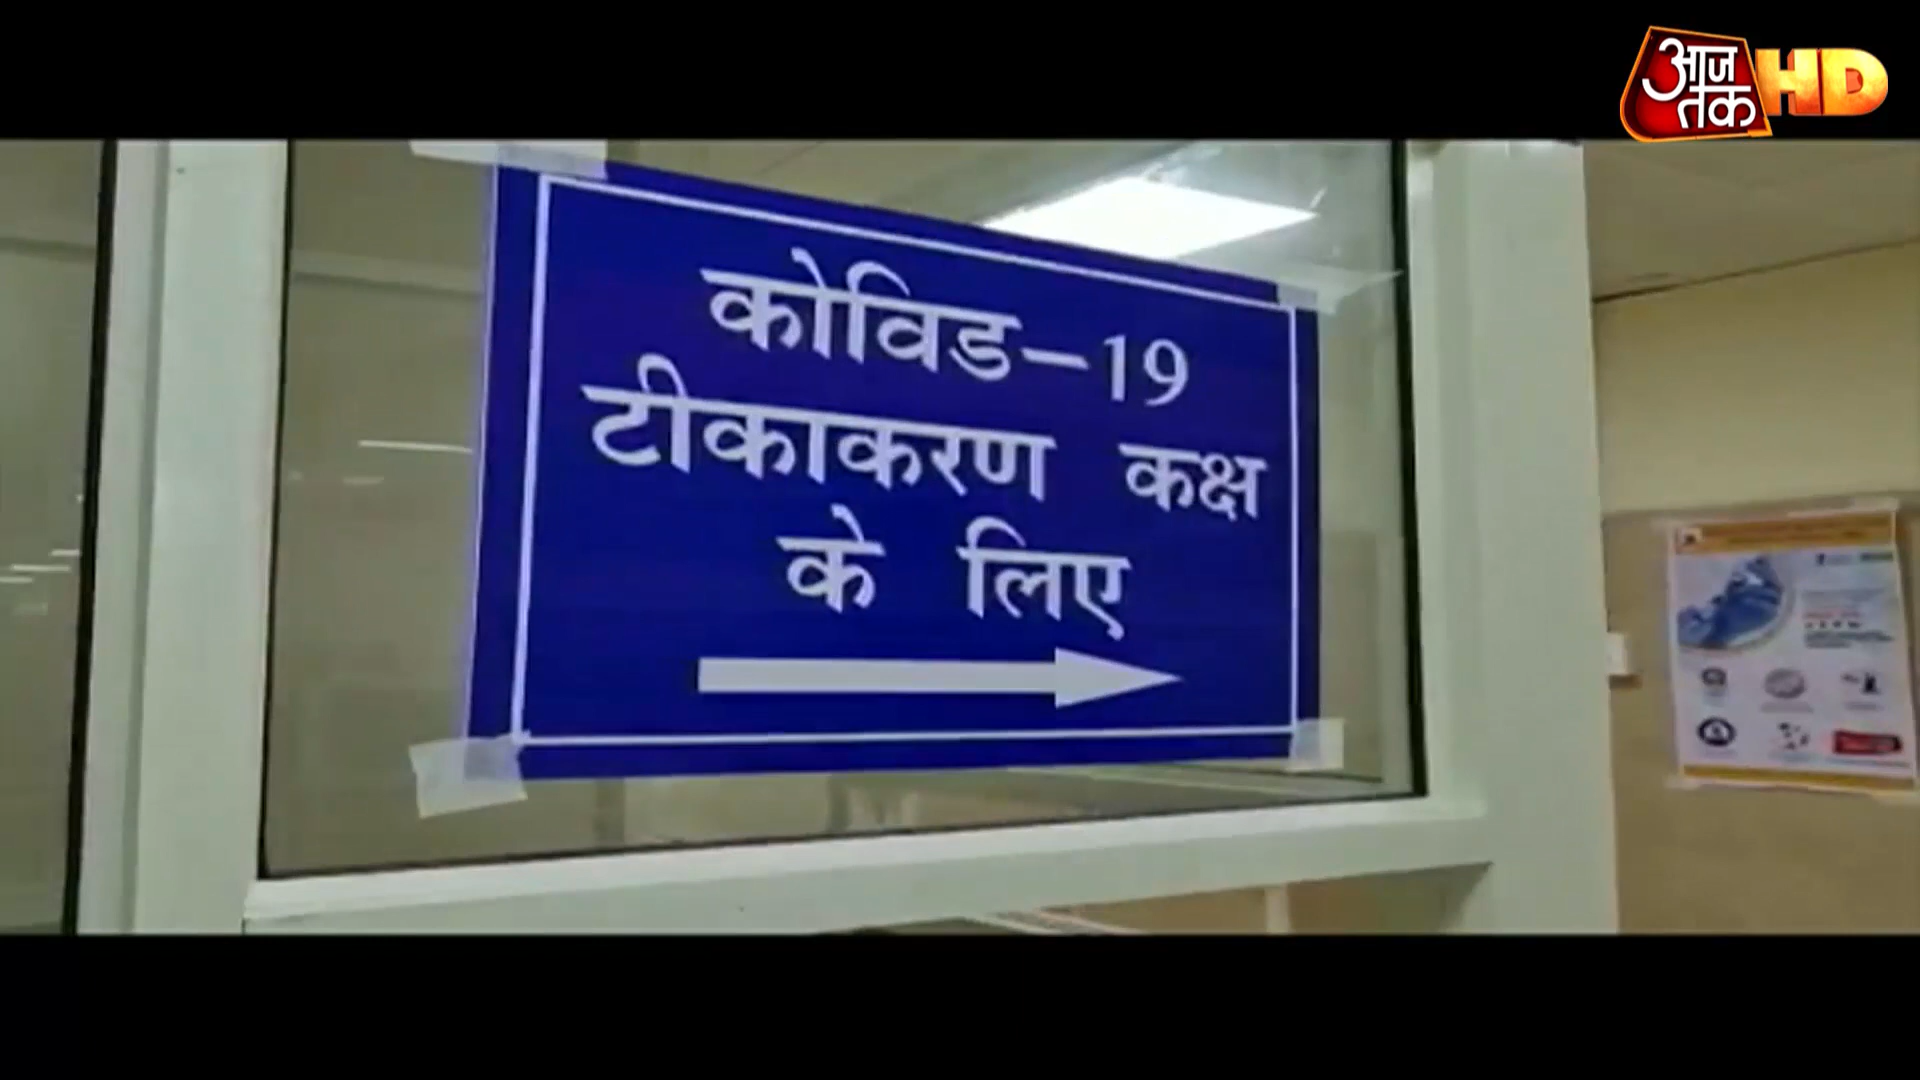 आज
तक HD
कोविड-19
टीकाकरण कक्ष
के लिए